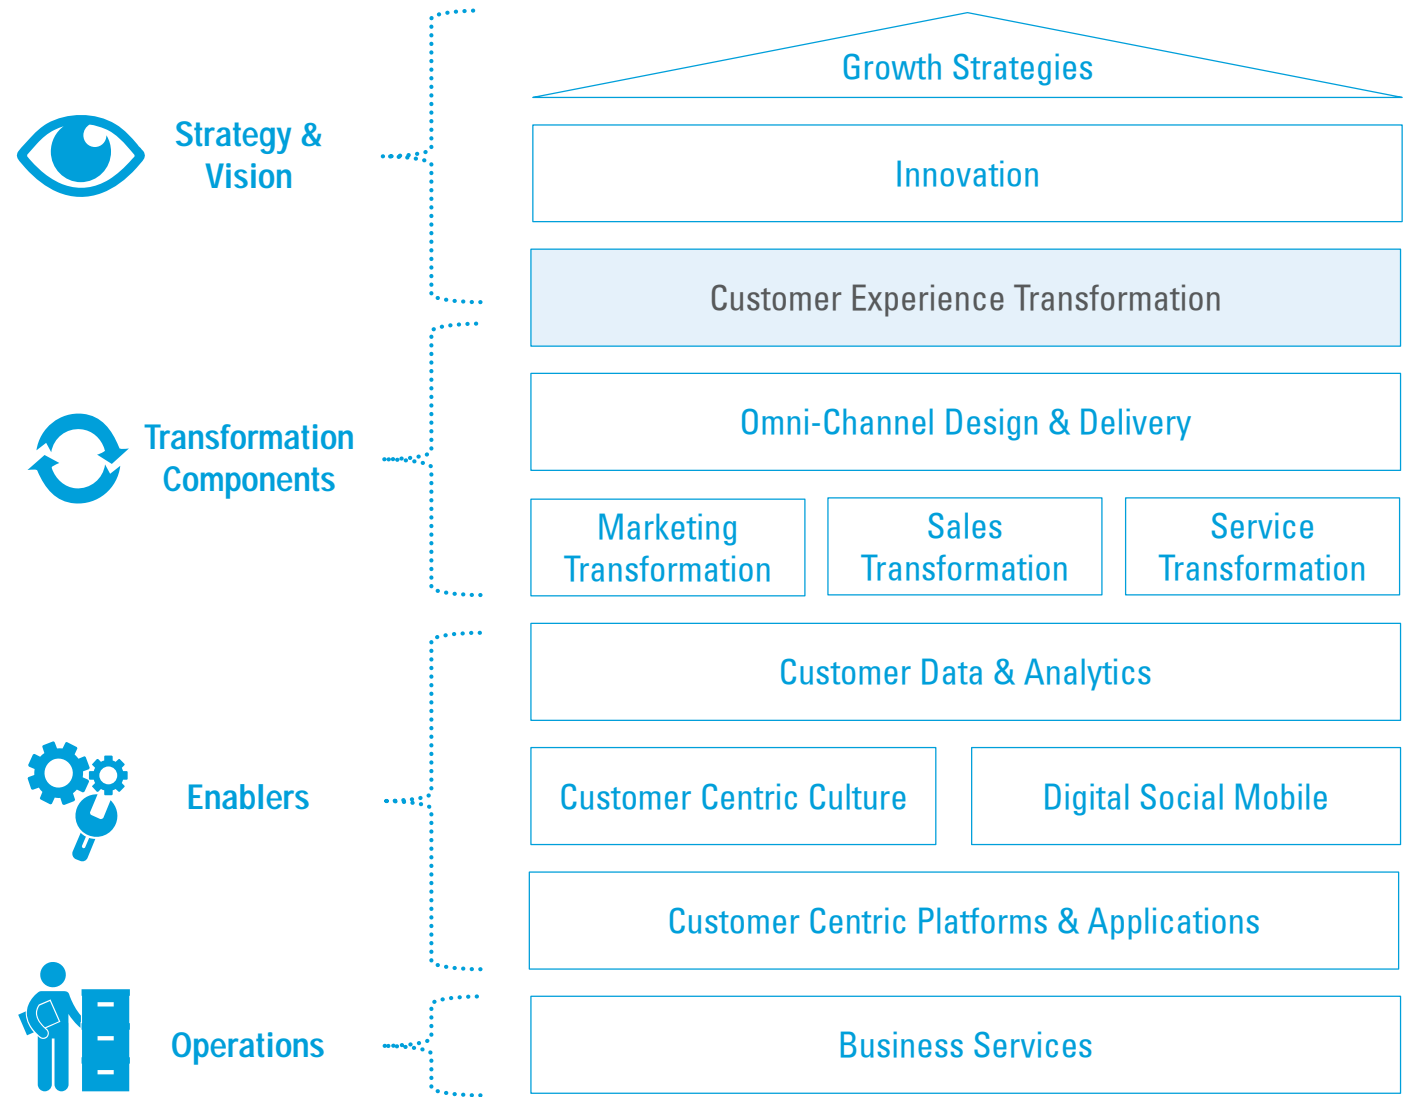 Growth Strategies
Strategy &
Vision
Innovation
Customer Experience Transformation
Transformation
Components
Omni-Channel Design & Delivery
Marketing
Transformation
Sales
Transformation
Service
Transformation
Enablers
Customer Data & Analytics
Customer Centric Culture
Digital Social Mobile
Customer Centric Platforms & Applications
Operations
Business Services